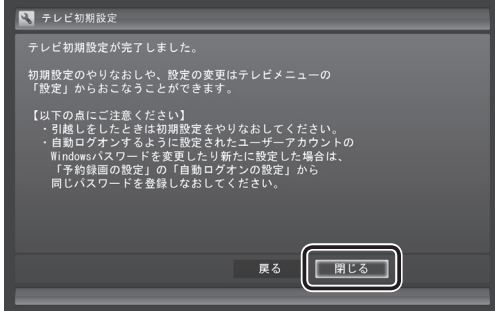 テレビ初期設定
テレビ初期設定が完了しました。
初期設定のやりなおしや、設定の変更はテレビメニューの
「設定」からおこなうことができます。
【以下の点にご注意ください】
・引越しをしたときは初期設定をやりなおしてください。
・自動ログオンするように設定されたユーザーアカウントの
Windowsパスワードを変更したり新たに設定した場合は、
「予約録画の設定」の「自動ログオンの設定」から
同じパスワードを登録しなおしてください。
戻る
閉じる